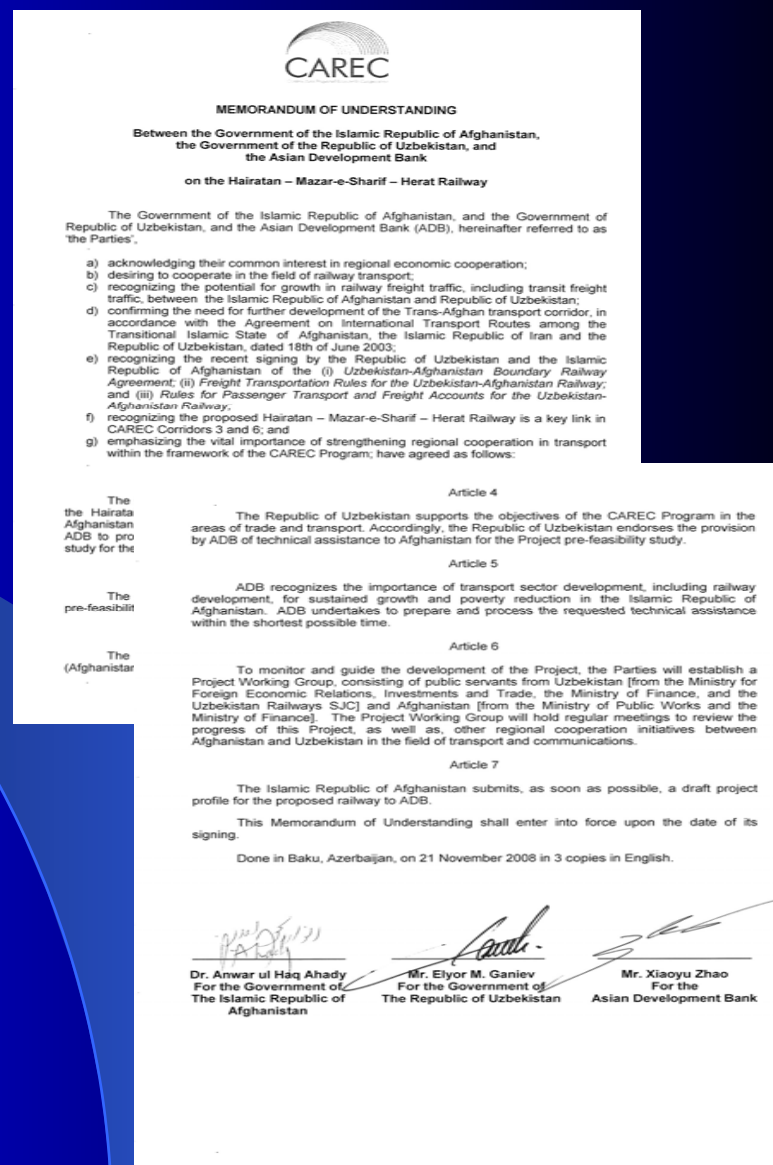 CAREC
MEMORANDUM OF UNDERSTANDING
Between the Government of the Islamic Republic of Afghanistan,
the Government of the Republic of Uzbekistan, and
the Asian Development Bank
on the Hairatan – Mazar-e-Sharif – Herat Railway
The Government of the Islamic Republic of Afghanistan, and the Government of
Republic of Uzbekistan, and the Asian Development Bank (ADB), hereinafter referred to as
'the Parties',
a) acknowledging their common interest in regional economic cooperation;
b) desiring to cooperate in the field of railway transport;
c) recognizing the potential for growth in railway freight traffic, including transit freight
traffic, between the Islamic Republic of Afghanistan and Republic of Uzbekistan;
d) confirming the need for further development of the Trans-Afghan transport corridor, in
accordance with the Agreement on International Transport Routes among the
Transitional Islamic State of Afghanistan, the Islamic Republic of Iran and the
Republic of Uzbekistan, dated 18th of June 2003;
e) recognizing the recent signing by the Republic of Uzbekistan and the Islamic
Republic of Afghanistan of the (i) Uzbekistan-Afghanistan Boundary Railway
Agreement; (ii) Freight Transportation Rules for the Uzbekistan-Afghanistan Railway;
and (iii) Rules for Passenger Transport and Freight Accounts for the Uzbekistan-
Afghanistan Railway;
f) recognizing the proposed Hairatan – Mazar-e-Sharif – Herat Railway is a key link in
CAREC Corridors 3 and 6; and
g) emphasizing the vital importance of strengthening regional cooperation in transport
within the framework of the CAREC Program; have agreed as follows:
The
the Hairata
Afghanistan
ADB to pro
study for the
The
pre-feasibilit
The
(Afghanistar
Article 4
The Republic of Uzbekistan supports the objectives of the CAREC Program in the
areas of trade and transport. Accordingly, the Republic of Uzbekistan endorses the provision
by ADB of technical assistance to Afghanistan for the Project pre-feasibility study.
Article 5
ADB recognizes the importance of transport sector development, including railway
development, for sustained growth and poverty reduction in the Islamic Republic of
Afghanistan. ADB undertakes to prepare and process the requested technical assistance
within the shortest possible time.
Article 6
To monitor and guide the development of the Project, the Parties will establish a
Project Working Group, consisting of public servants from Uzbekistan [from the Ministry for
Foreign Economic Relations, Investments and Trade, the Ministry of Finance, and the
Uzbekistan Railways SJC] and Afghanistan [from the Ministry of Public Works and the
Ministry of Finance]. The Project Working Group will hold regular meetings to review the
progress of this Project, as well as, other regional cooperation initiatives between
Afghanistan and Uzbekistan in the field of transport and communications.
Article 7
The Islamic Republic of Afghanistan submits, as soon as possible, a draft project
profile for the proposed railway to ADB.
This Memorandum of Understanding shall enter into force upon the date of its
signing.
Done in Baku, Azerbaijan, on 21 November 2008 in 3 copies in English.
Dr. Anwar ul Haq Ahady Mr. Elyor M. Ganiev Mr. Xiaoyu Zhao
For the Government of For the Government of For the
The Islamic Republic of The Republic of Uzbekistan Asian Development Bank
Afghanistan